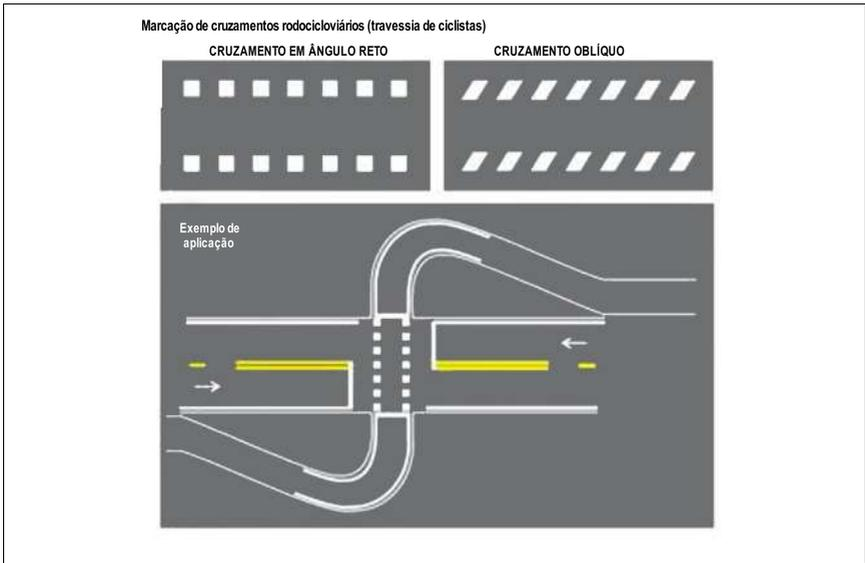 Marcação de cruzamentos rodocicloviários (travessia de ciclistas)
CRUZAMENTO EM ÂNGULO RETO
CRUZAMENTO OBLÍQUO
Exemplo de
aplicação